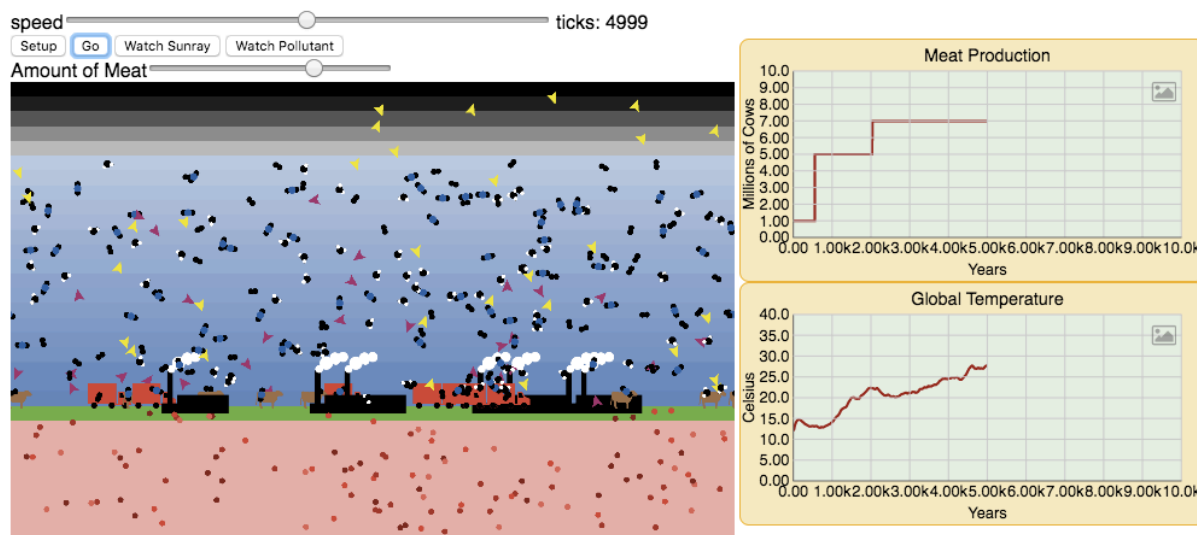 speed ticks: 4999
Setup Go Watch Sunray Watch Pollutant
Amount of Meat
Meat Production
Millions of Cows
10.0
9.00
8.00
7.00
6.00
5.00
4.00
3.00
2.00
1.00
0.00
0.00 1.00k 2.00k 3.00k 4.00k 5.00k 6.00k 7.00k 8.00k 9.00k 10.0k
Years
Global Temperature
Celsius
40.0
35.0
30.0
25.0
20.0
15.0
10.0
5.00
0.00
0.00 1.00k 2.00k 3.00k 4.00k 5.00k 6.00k 7.00k 8.00k 9.00k 10.0k
Years